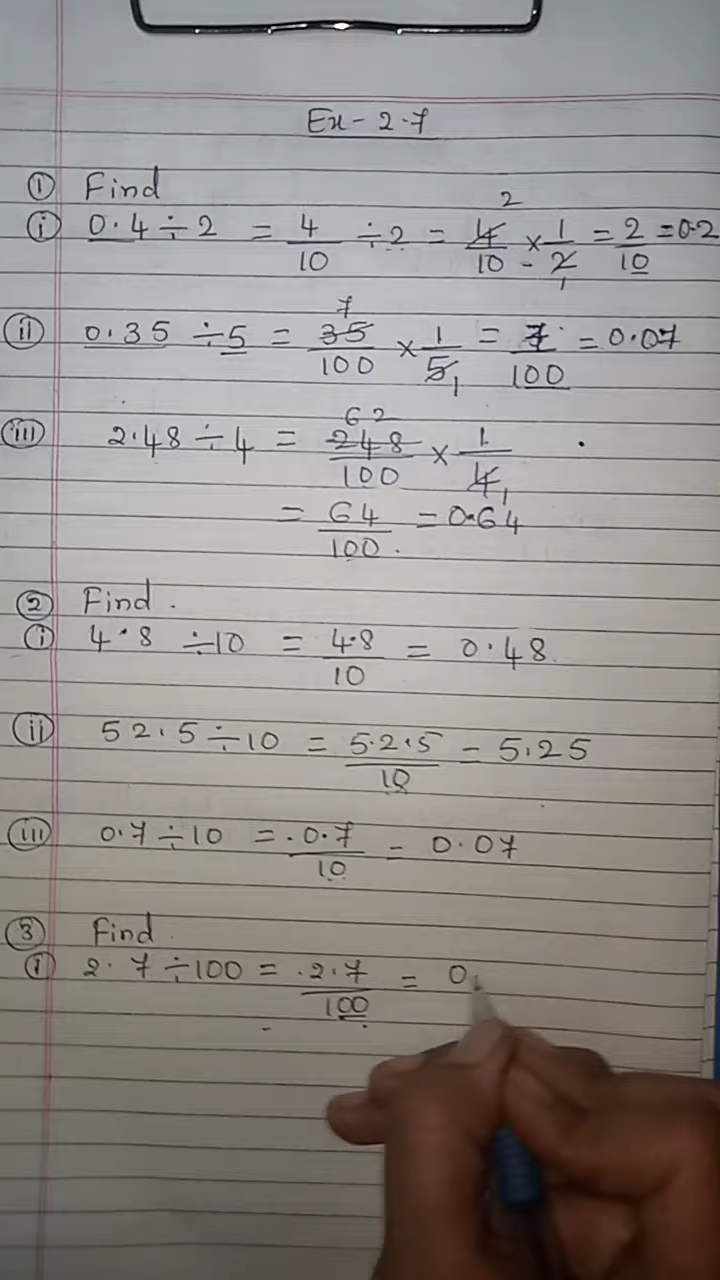 Ex-2.7
① Find
ⓘ 0.4÷2 = 4/10 ÷2 = 4/10 × 1/2 = 2/10 = 0.2
ⓘⓘ 0.35 ÷5 = 35/100 × 1/5 = 7/100 = 0.07
ⓘⓘⓘ 2.48÷4 = 248/100 × 1/4
= 64/100 = 0.64
② Find.
ⓘ 4.8 ÷10 = 4.8/10 = 0.48
ⓘⓘ 52.5÷10 = 52.5/10 = 5.25
ⓘⓘⓘ 0.7÷10 = 0.7/10 = 0.07
③ Find.
ⓘ 2.7÷100 = 2.7/100 = 0.